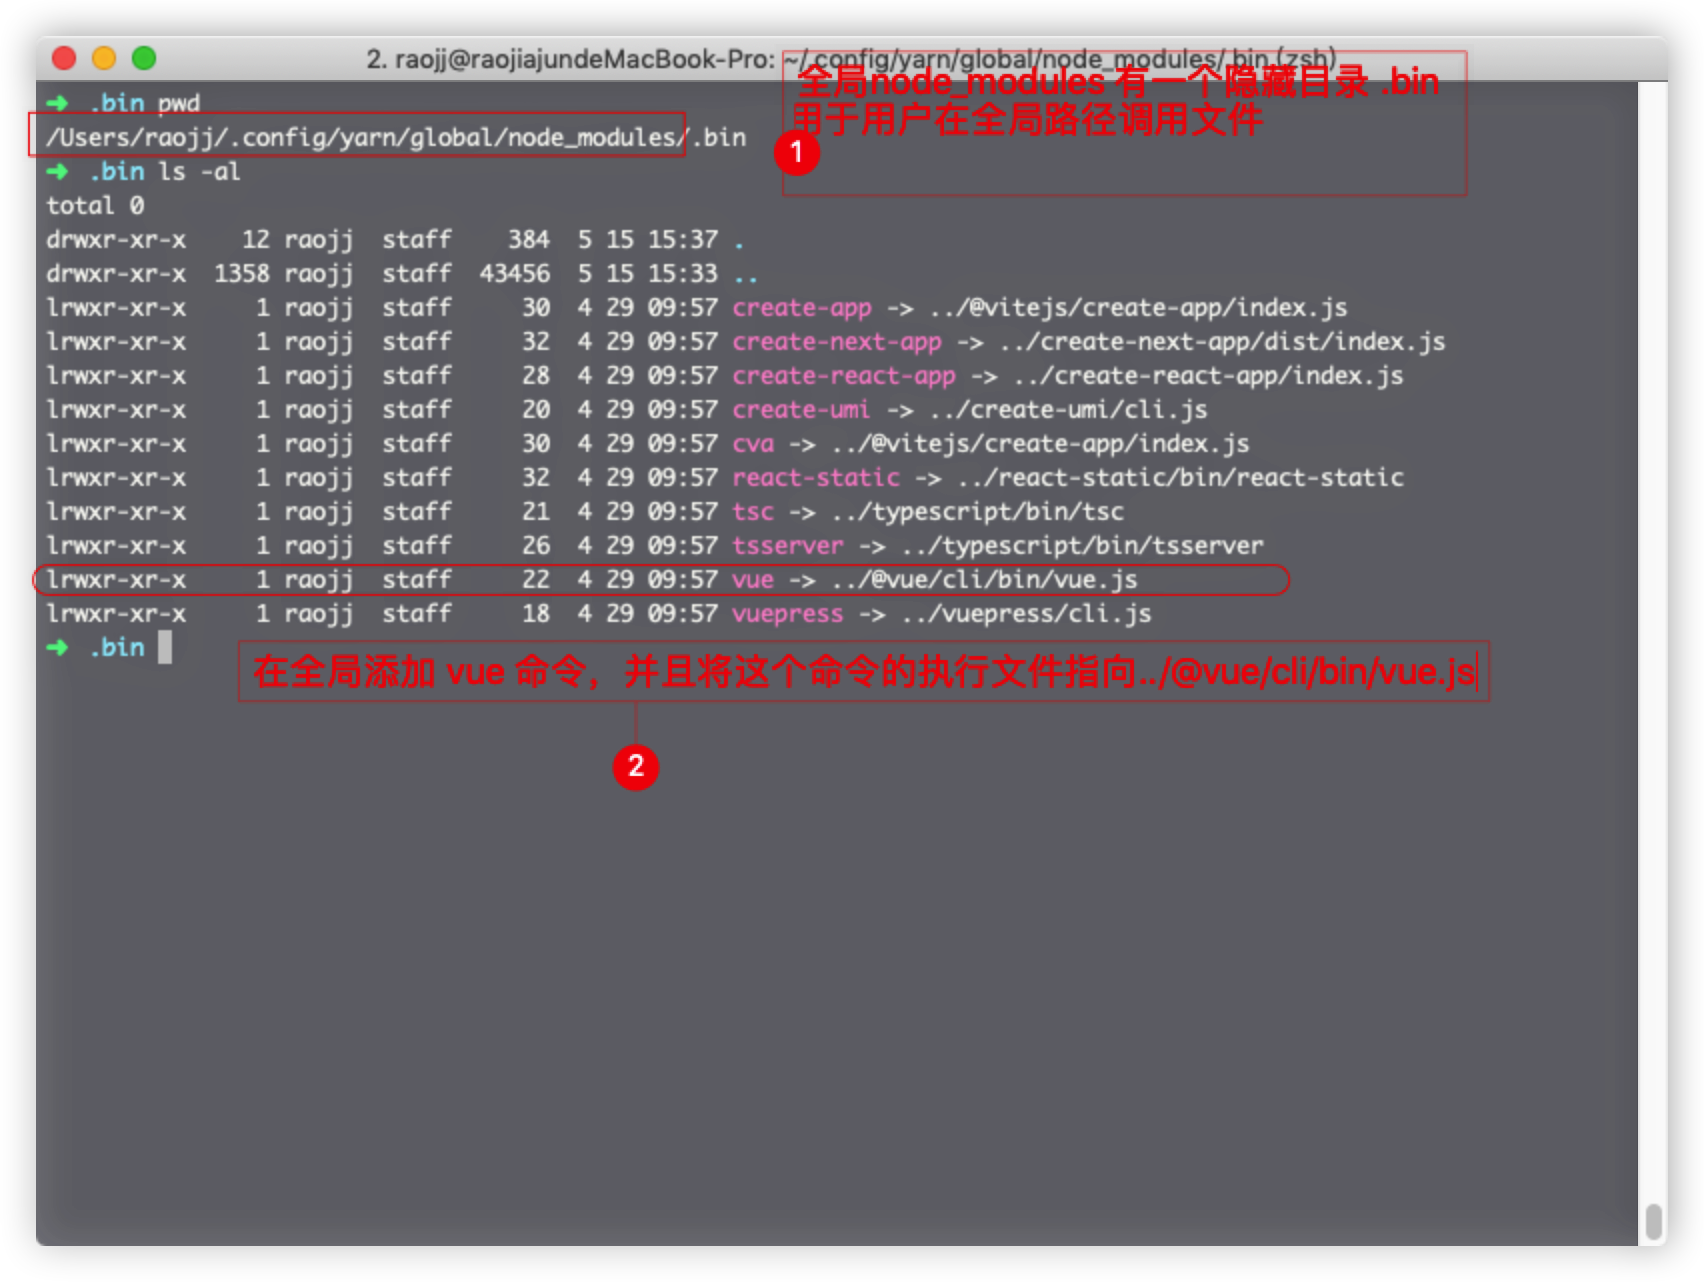 2. raojj@raojiajundeMacBook-Pro: ~/.config/yarn/global/node_modules/.bin (zsh)
全局node_modules 有一个隐藏目录 .bin
用于用户在全局路径调用文件
1
➜ .bin pwd
/Users/raojj/.config/yarn/global/node_modules/.bin
➜ .bin ls -al
total 0
drwxr-xr-x 12 raojj staff 384 5 15 15:37 .
drwxr-xr-x 1358 raojj staff 43456 5 15 15:33 ..
lrwxr-xr-x 1 raojj staff 30 4 29 09:57 create-app -> ../@vitejs/create-app/index.js
lrwxr-xr-x 1 raojj staff 32 4 29 09:57 create-next-app -> ../create-next-app/dist/index.js
lrwxr-xr-x 1 raojj staff 28 4 29 09:57 create-react-app -> ../create-react-app/index.js
lrwxr-xr-x 1 raojj staff 20 4 29 09:57 create-umi -> ../create-umi/cli.js
lrwxr-xr-x 1 raojj staff 30 4 29 09:57 cva -> ../@vitejs/create-app/index.js
lrwxr-xr-x 1 raojj staff 32 4 29 09:57 react-static -> ../react-static/bin/react-static
lrwxr-xr-x 1 raojj staff 21 4 29 09:57 tsc -> ../typescript/bin/tsc
lrwxr-xr-x 1 raojj staff 26 4 29 09:57 tsserver -> ../typescript/bin/tsserver
lrwxr-xr-x 1 raojj staff 22 4 29 09:57 vue -> ../@vue/cli/bin/vue.js
lrwxr-xr-x 1 raojj staff 18 4 29 09:57 vuepress -> ../vuepress/cli.js
➜ .bin
在全局添加 vue 命令，并且将这个命令的执行文件指向../@vue/cli/bin/vue.js
2